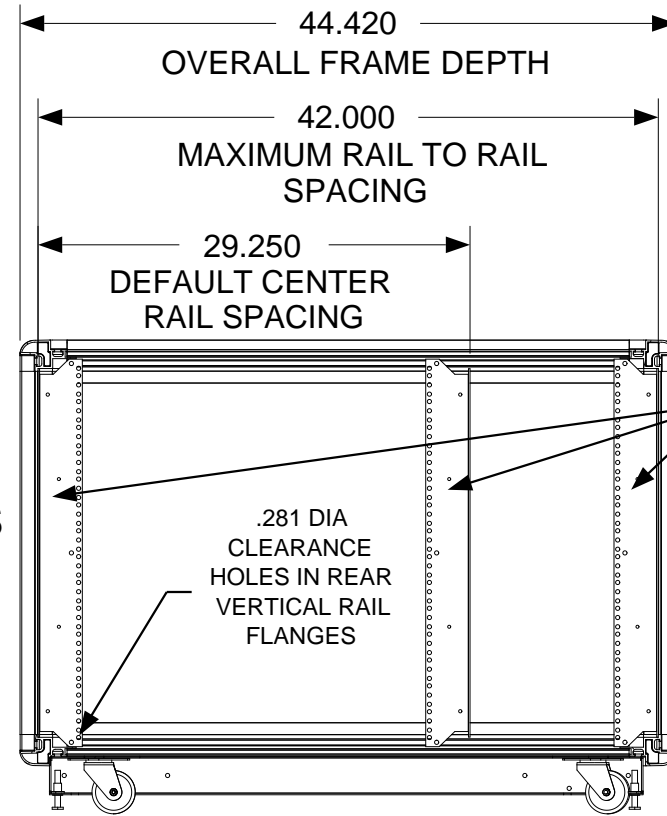 44.420
OVERALL FRAME DEPTH
42.000
MAXIMUM RAIL TO RAIL
SPACING
29.250
DEFAULT CENTER
RAIL SPACING
.281 DIA
CLEARANCE
HOLES IN REAR
VERTICAL RAIL
FLANGES